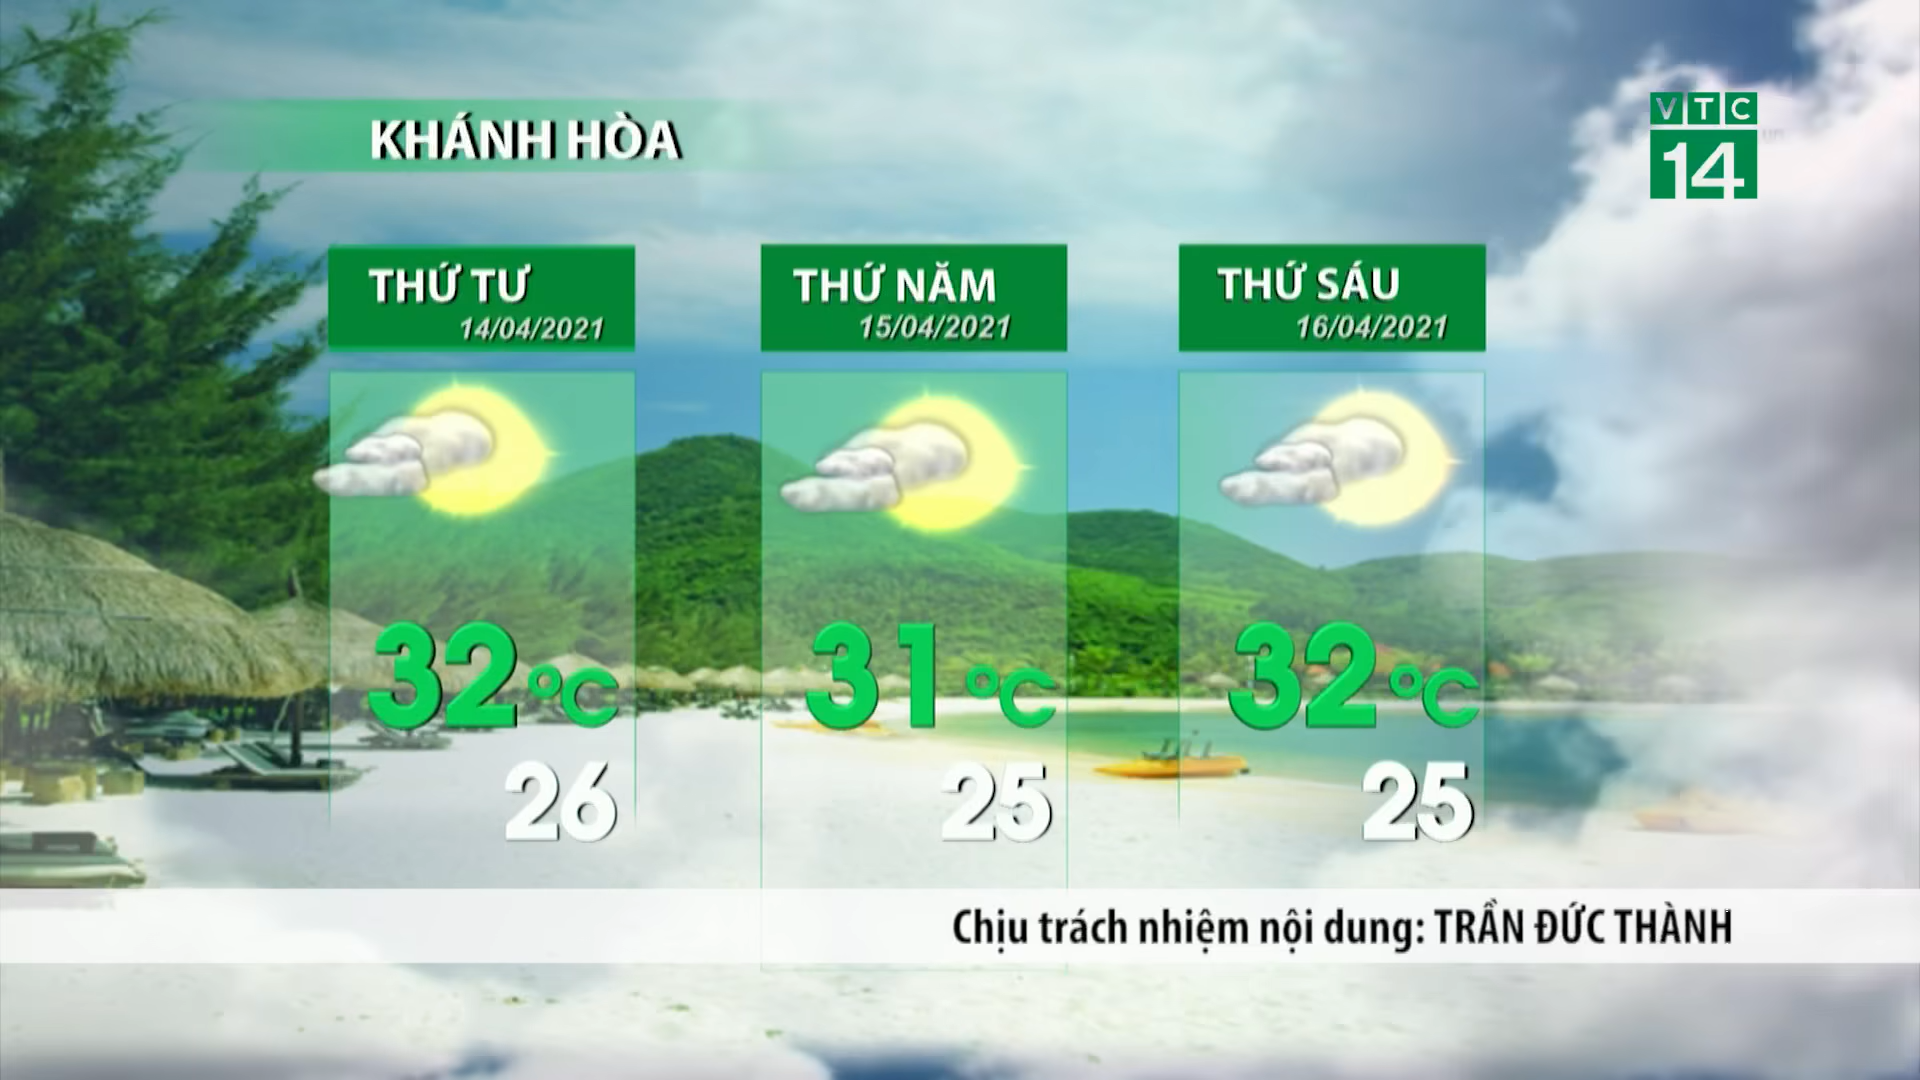 KHÁNH HÒA
VTC
14
THỨ TƯ
14/04/2021
THỨ NĂM
15/04/2021
THỨ SÁU
16/04/2021
32°C
31°C
32°C
26
25
25
Chịu trách nhiệm nội dung: TRẦN ĐỨC THÀNH